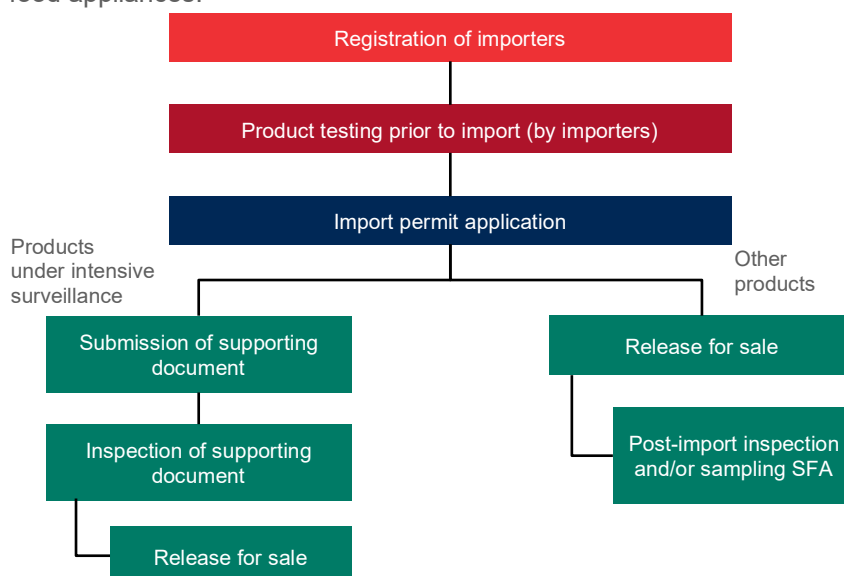 food appliances.
Registration of importers
Product testing prior to import (by importers)
Import permit application
Products
under intensive
surveillance
Other
products
Submission of supporting
document
Inspection of supporting
document
Release for sale
Release for sale
Post-import inspection
and/or sampling SFA